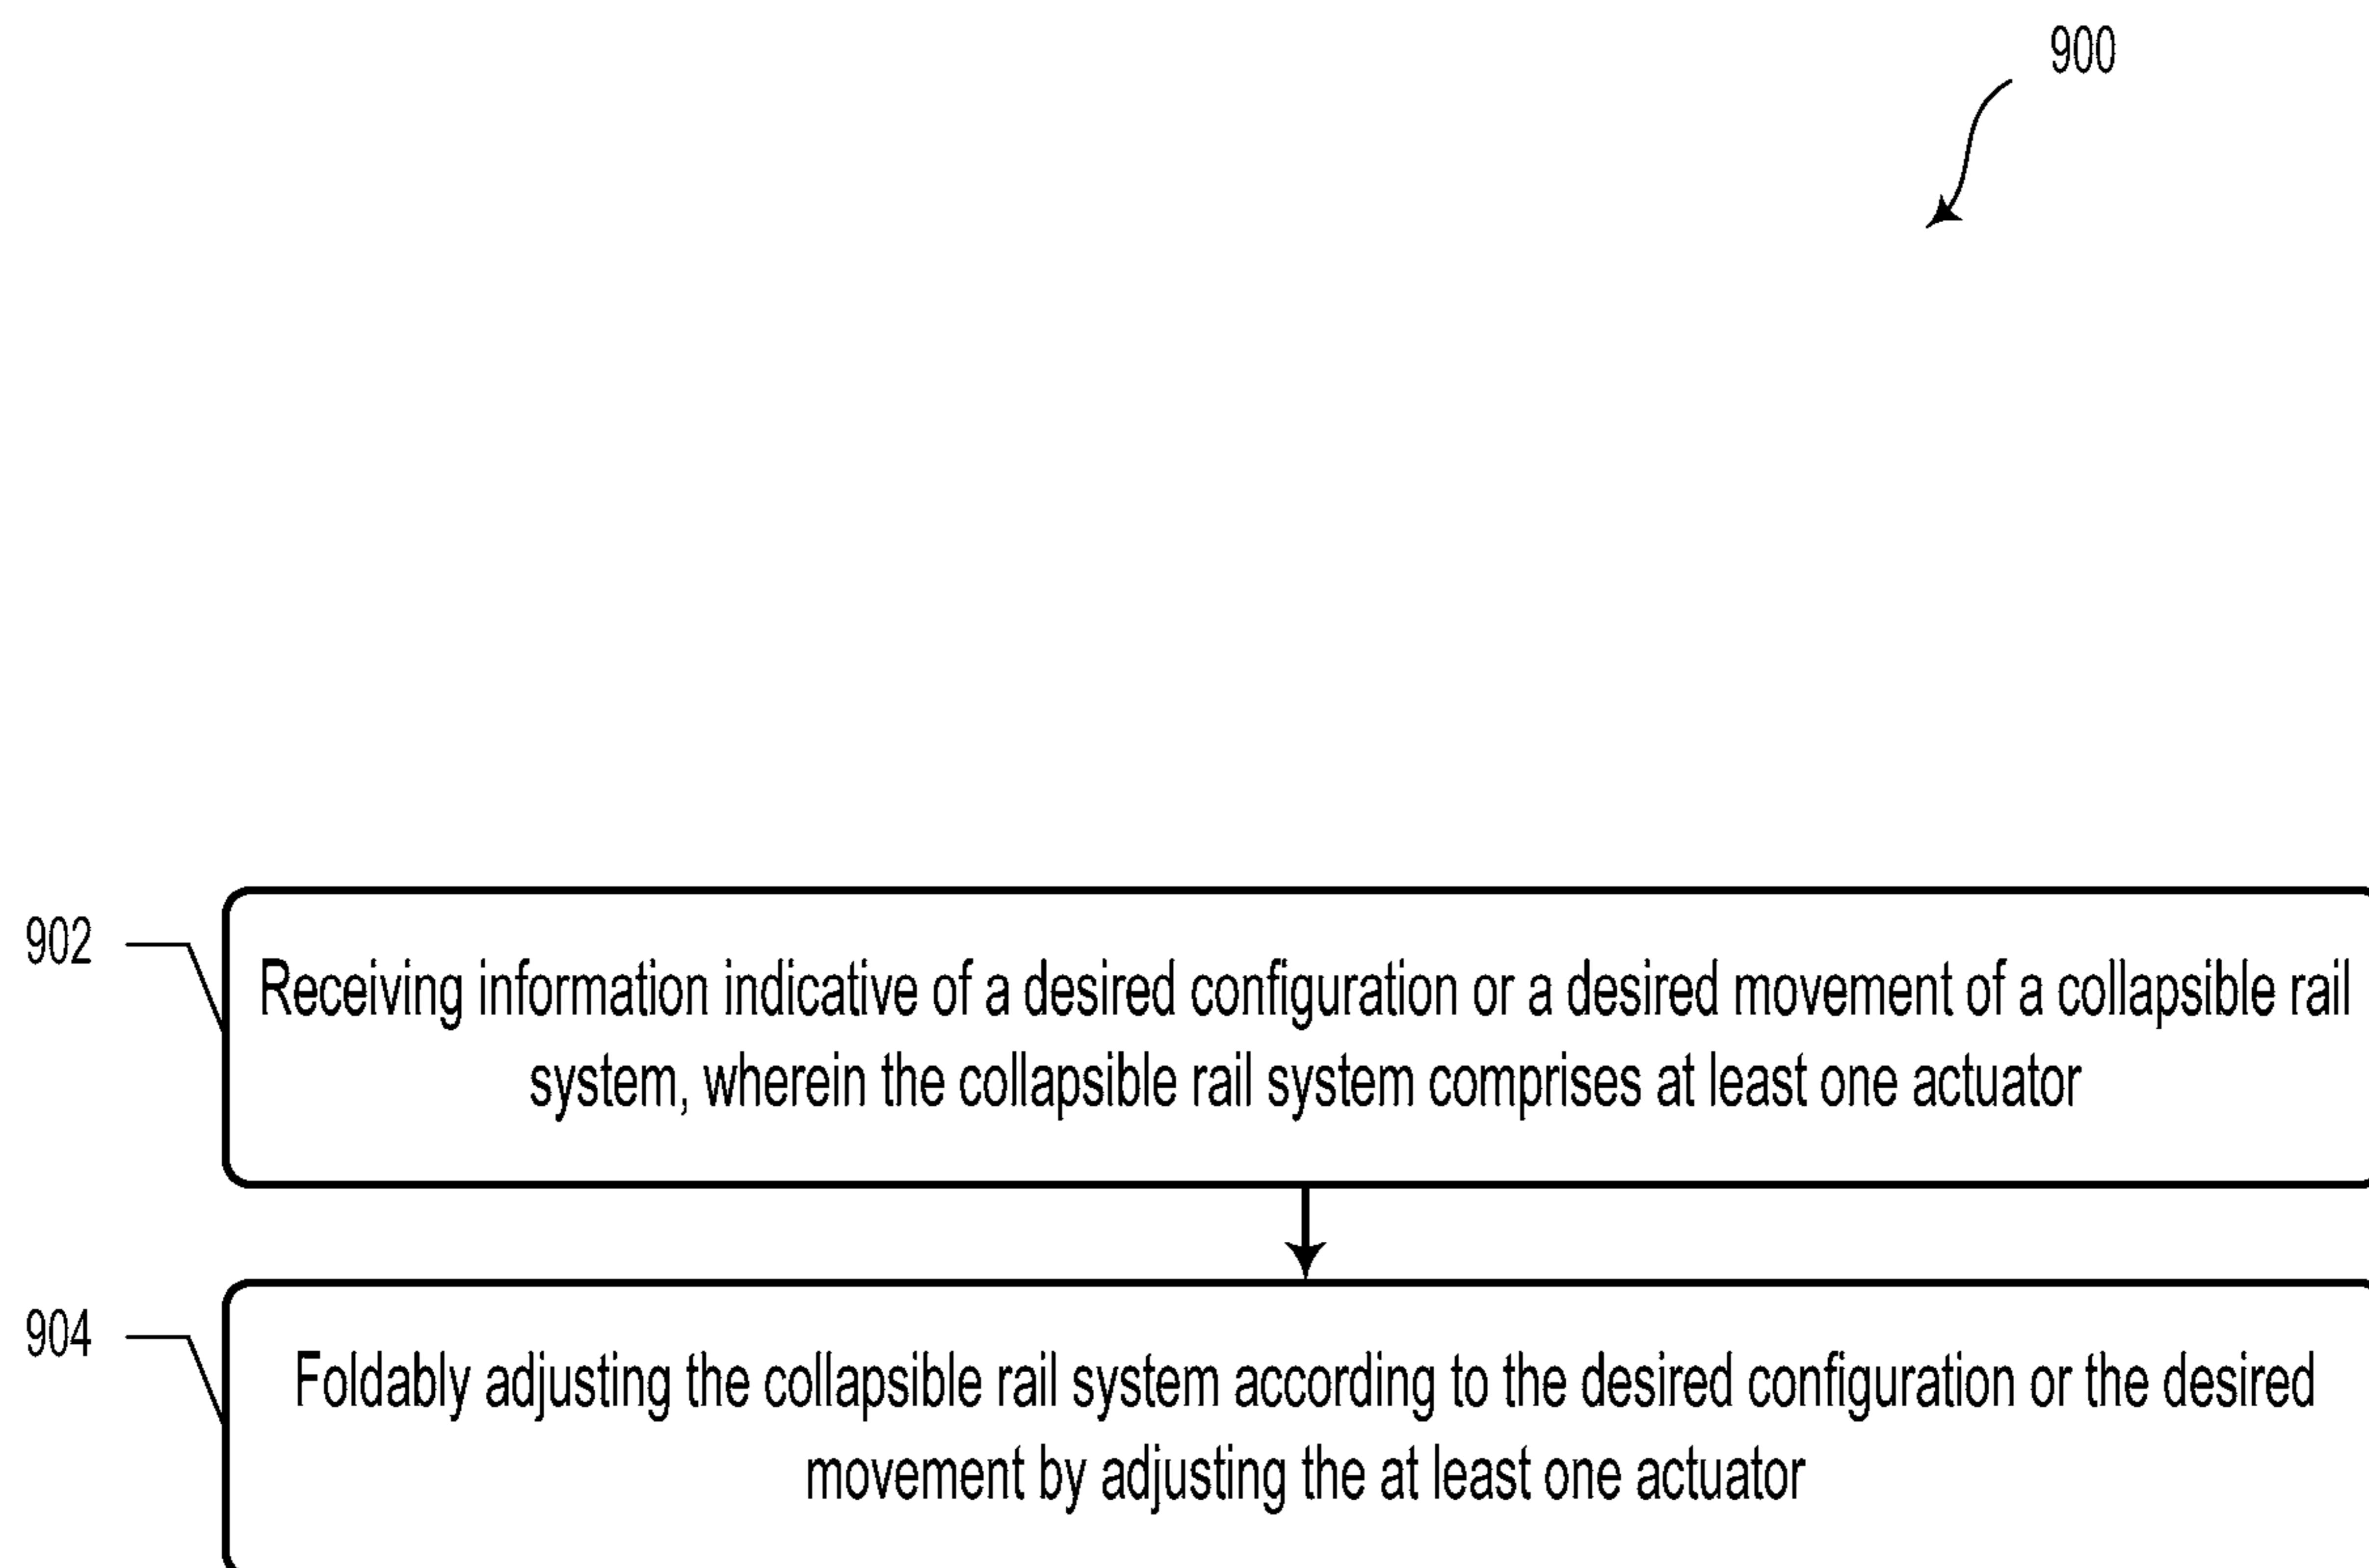 900
902
Receiving information indicative of a desired configuration or a desired movement of a collapsible rail
system, wherein the collapsible rail system comprises at least one actuator
904
Foldably adjusting the collapsible rail system according to the desired configuration or the desired
movement by adjusting the at least one actuator